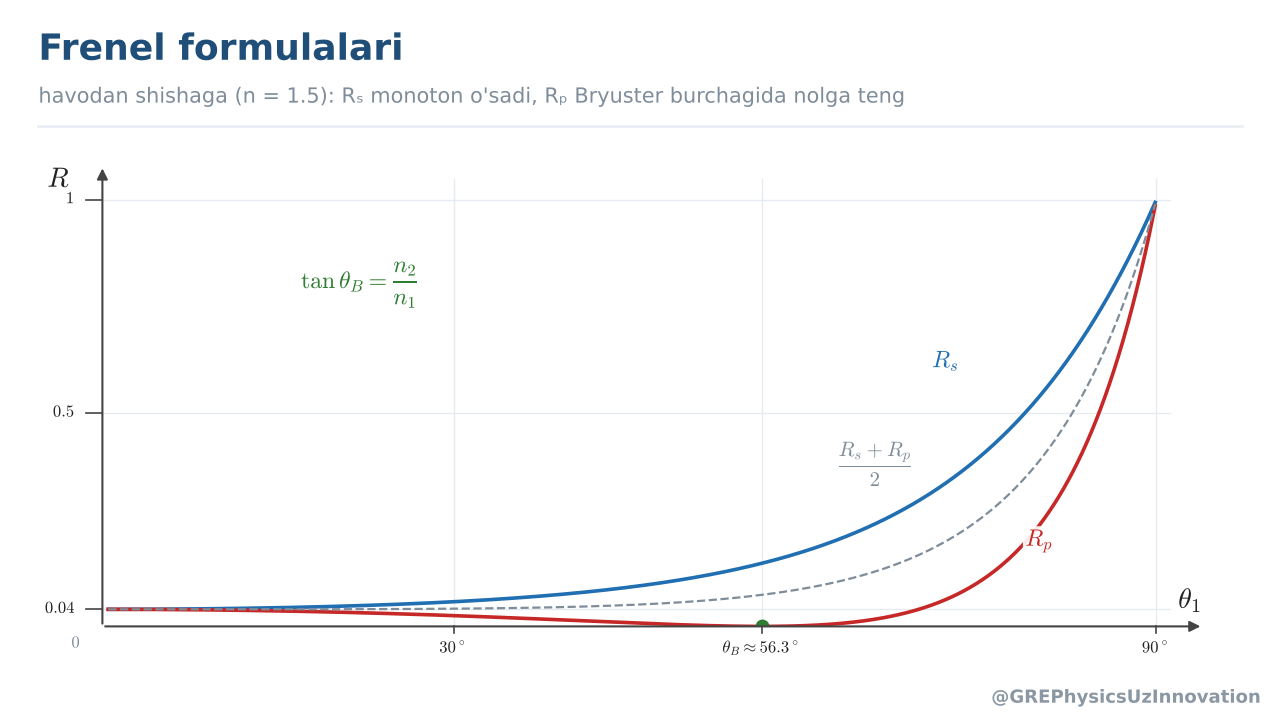 Frenel formulalari
havodan shishaga (n = 1.5): Rₛ monoton o'sadi, Rₚ Bryuster burchagida nolga teng
R
1
tan θ_B = n₂/n₁
R_s
0.5
(R_s + R_p)/2
R_p
0.04
θ₁
0
30°
θ_B ≈ 56.3°
90°
@GREPhysicsUzInnovation